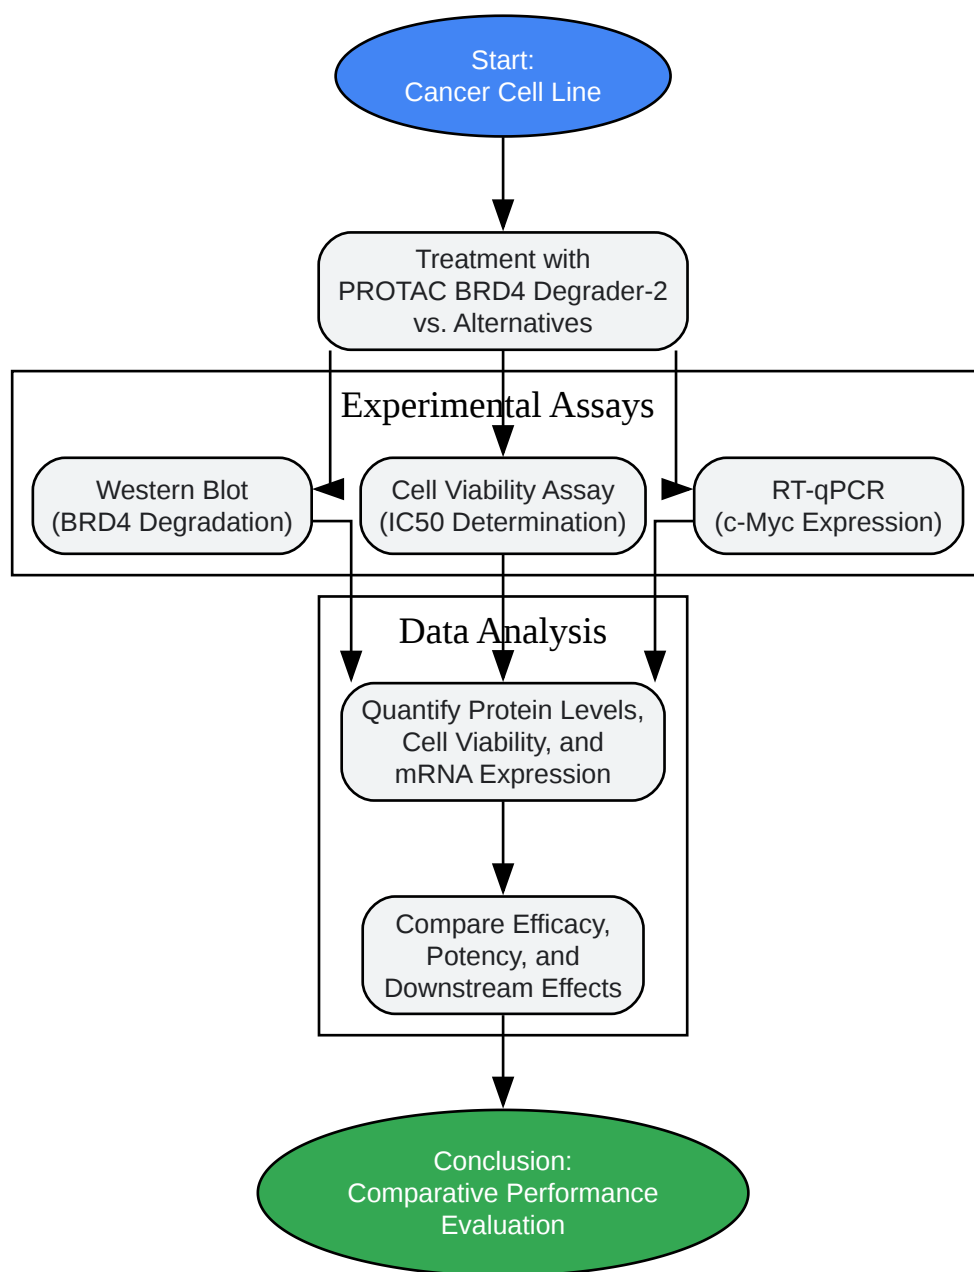 Start:
Cancer Cell Line
Treatment with
PROTAC BRD4 Degrader-2
vs. Alternatives
Experimental Assays
Western Blot
(BRD4 Degradation)
Cell Viability Assay
(IC50 Determination)
RT-qPCR
(c-Myc Expression)
Data Analysis
Quantify Protein Levels,
Cell Viability, and
mRNA Expression
Compare Efficacy,
Potency, and
Downstream Effects
Conclusion:
Comparative Performance
Evaluation